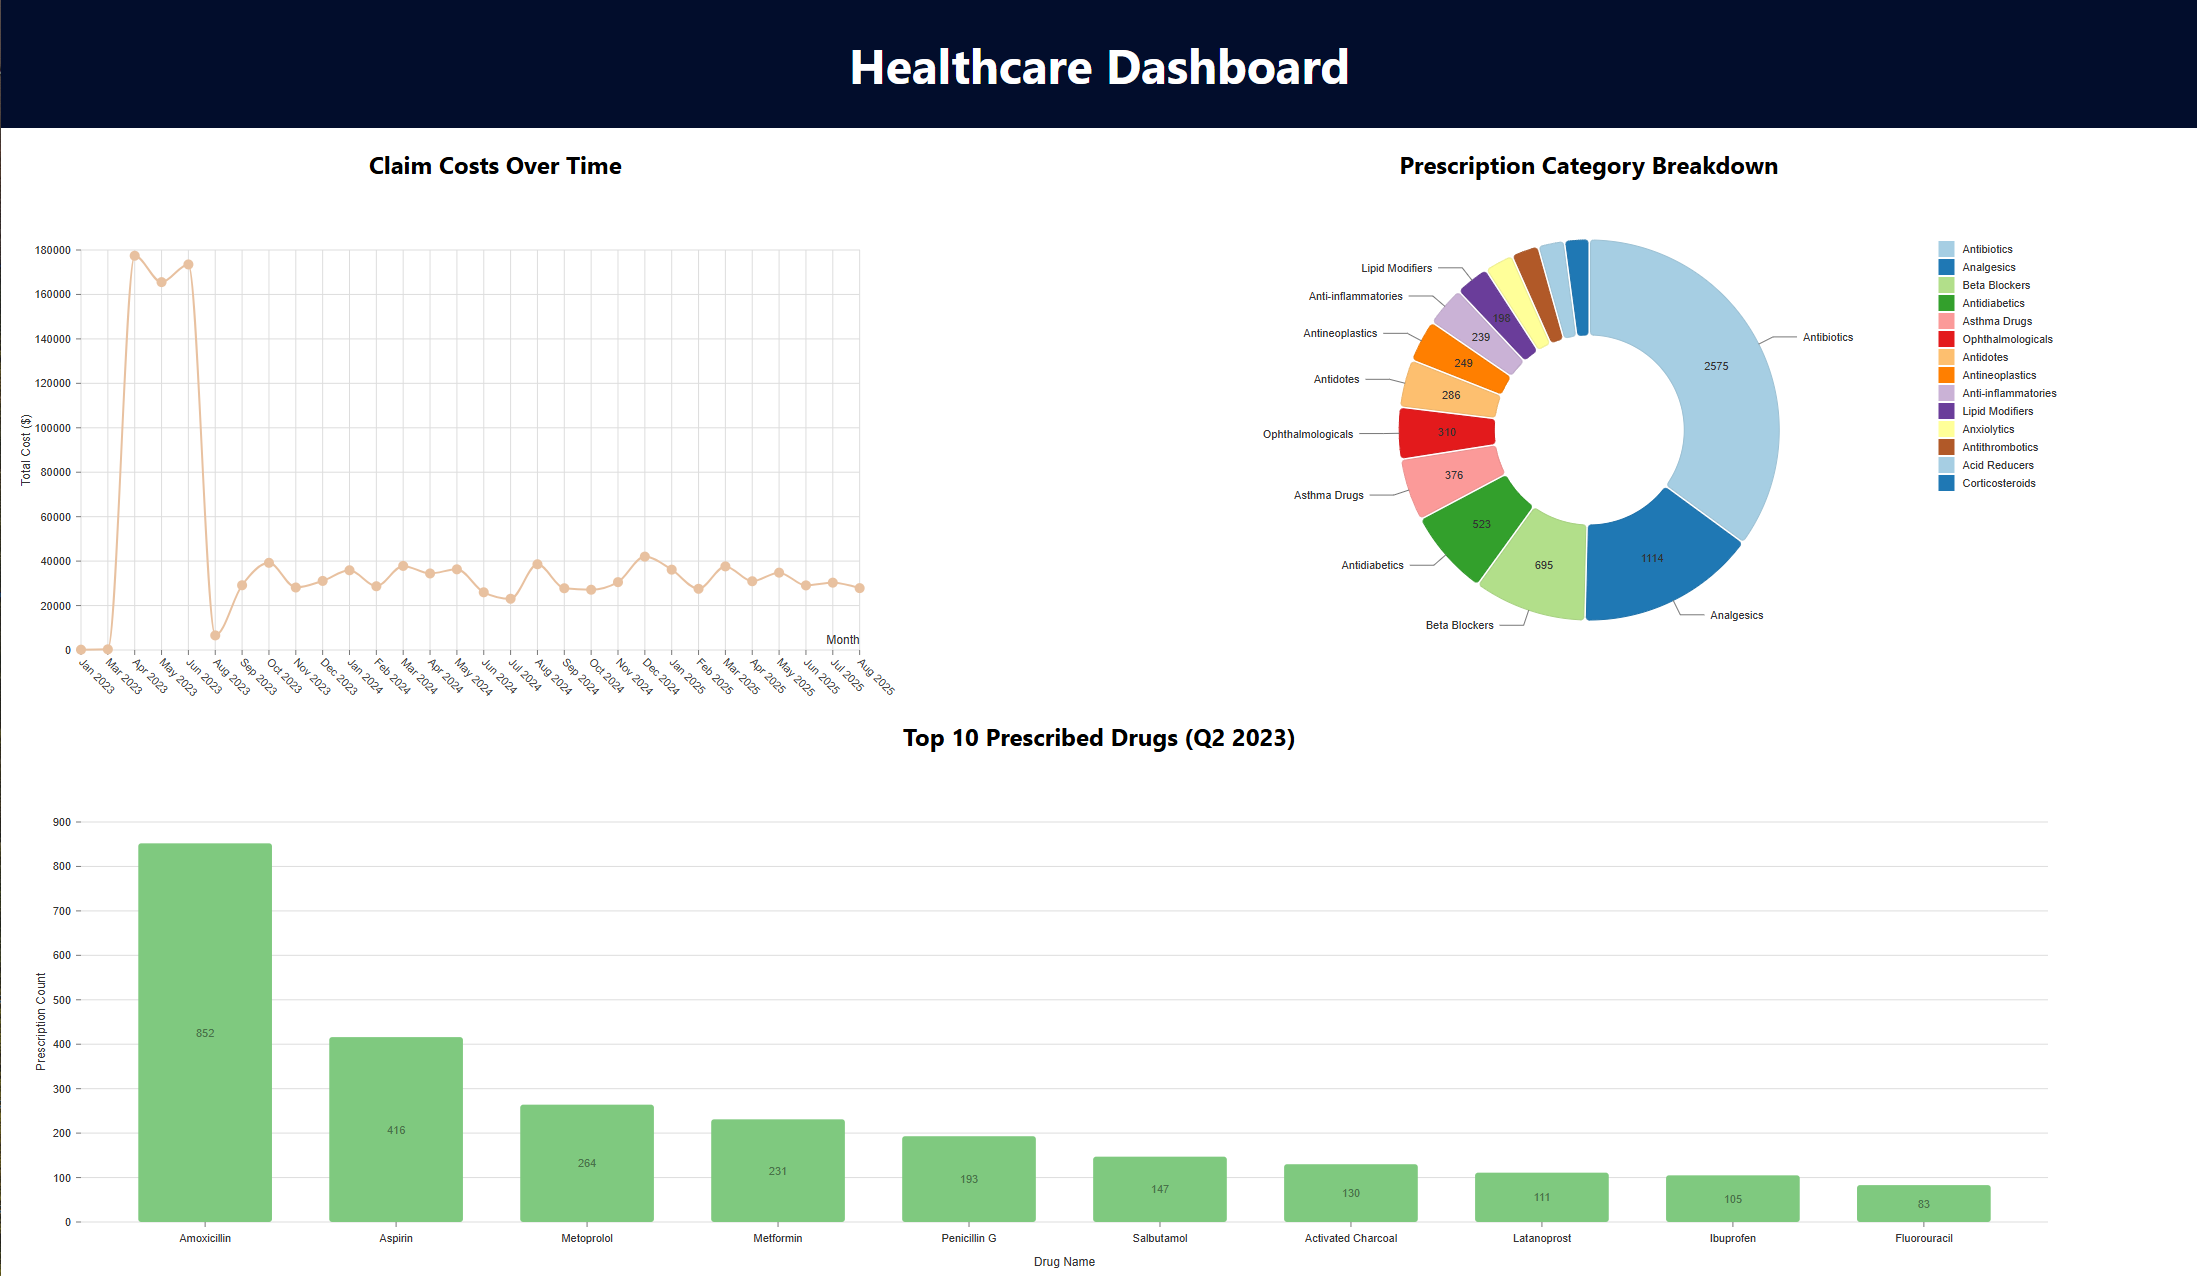 Healthcare Dashboard
Claim Costs Over Time
180000
160000
140000
120000
100000
80000
60000
40000
20000
0
Total Cost ($)
Month
Jan 2023
Mar 2023
Apr 2023
May 2023
Jun 2023
Aug 2023
Sep 2023
Oct 2023
Nov 2023
Dec 2023
Jan 2024
Feb 2024
Mar 2024
Apr 2024
May 2024
Jun 2024
Jul 2024
Aug 2024
Sep 2024
Oct 2024
Nov 2024
Dec 2024
Jan 2025
Feb 2025
Mar 2025
Apr 2025
May 2025
Jun 2025
Jul 2025
Aug 2025
Prescription Category Breakdown
Lipid Modifiers
Anti-inflammatories
Antineoplastics
Antidotes
Ophthalmologicals
Asthma Drugs
Antidiabetics
Beta Blockers
Analgesics
Antibiotics
198
239
249
286
310
376
523
695
1114
2575
Antibiotics
Analgesics
Beta Blockers
Antidiabetics
Asthma Drugs
Ophthalmologicals
Antidotes
Antineoplastics
Anti-inflammatories
Lipid Modifiers
Anxiolytics
Antithrombotics
Acid Reducers
Corticosteroids
Top 10 Prescribed Drugs (Q2 2023)
900
800
700
600
500
400
300
200
100
0
Prescription Count
852
416
264
231
193
147
130
111
105
83
Amoxicillin
Aspirin
Metoprolol
Metformin
Penicillin G
Salbutamol
Activated Charcoal
Latanoprost
Ibuprofen
Fluorouracil
Drug Name